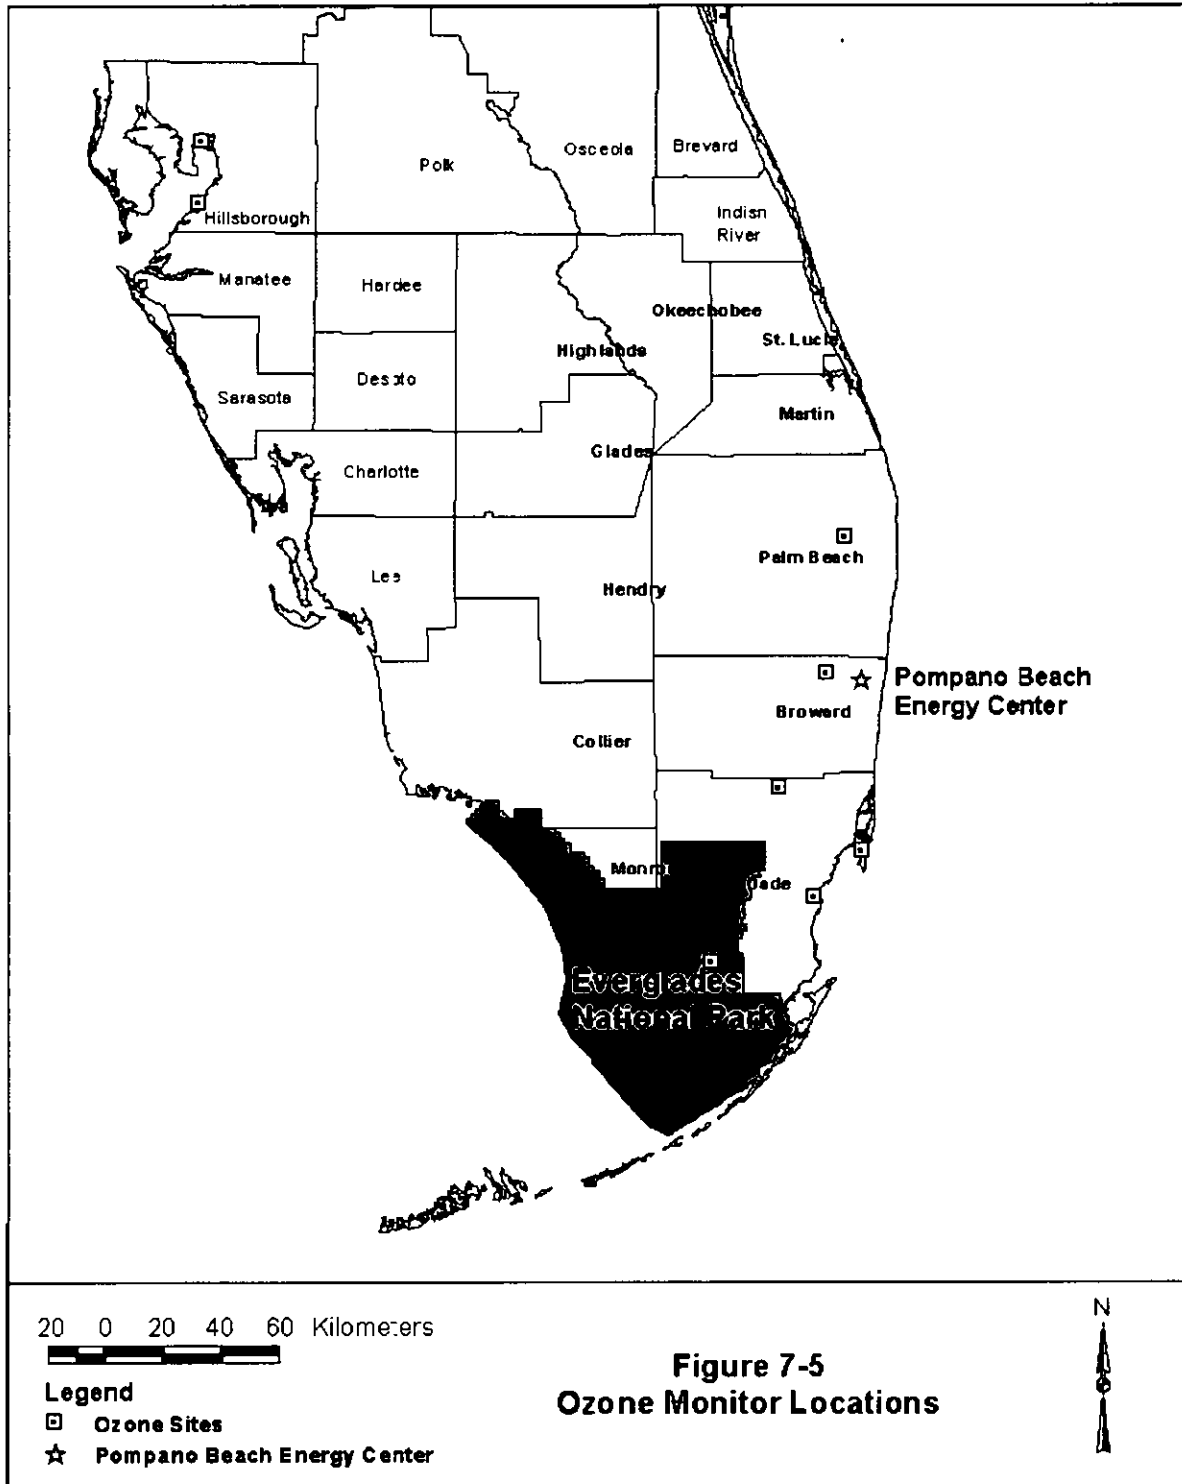 Osceola
Brevard
Polk
Hillsborough
Indisn
River
Manatee
Hardee
Okeechobee
St. Lucie
Highlands
Desoto
Sarasota
Martin
Glades
Charlotte
Palm Beach
Lee
Hendry
Pompano Beach
Energy Center
Broward
Collier
Monro
Dade
Everglades
National Park
20 0 20 40 60 Kilometers
N
Figure 7-5
Ozone Monitor Locations
Legend
Ozone Sites
Pompano Beach Energy Center